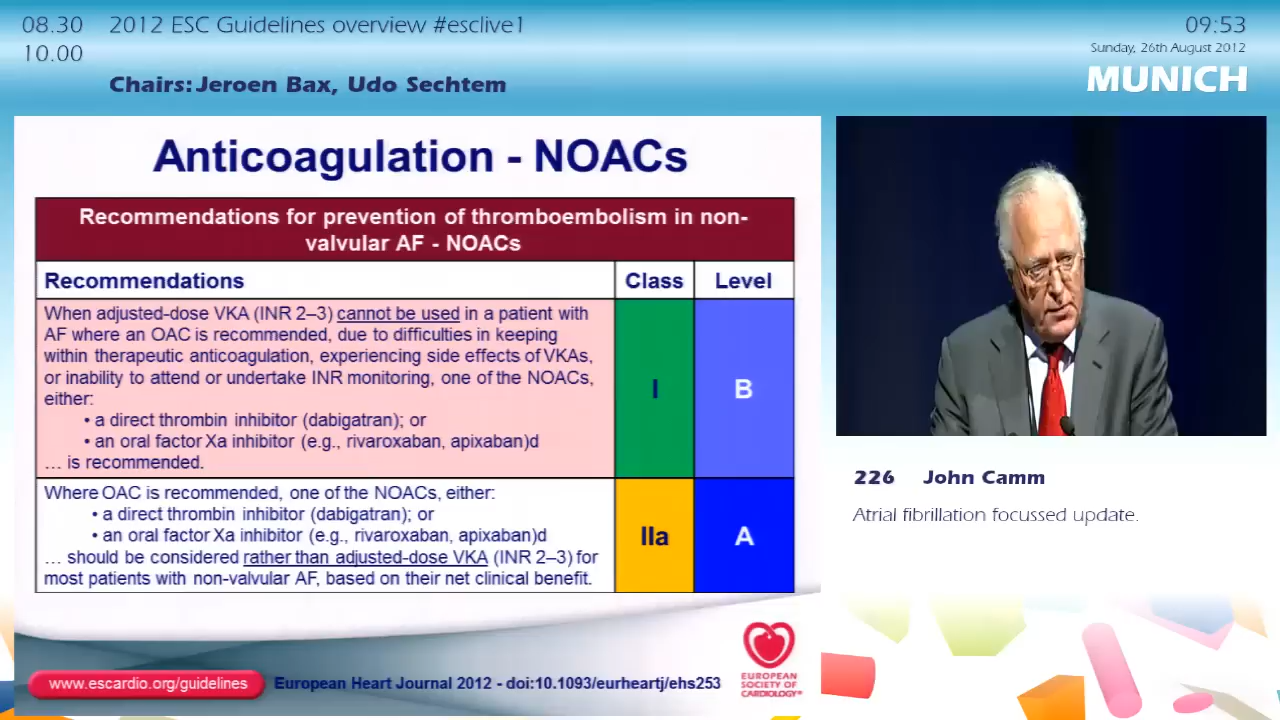 08.30 2012 ESC Guidelines overview #esclive1
10.00
Chairs: Jeroen Bax, Udo Sechtem
09:53
Sunday, 26th August 2012
MUNICH
Anticoagulation - NOACs
Recommendations for prevention of thromboembolism in non-
valvular AF - NOACs
Recommendations Class Level
When adjusted-dose VKA (INR 2–3) cannot be used in a patient with
AF where an OAC is recommended, due to difficulties in keeping
within therapeutic anticoagulation, experiencing side effects of VKAs,
or inability to attend or undertake INR monitoring, one of the NOACs,
either:
• a direct thrombin inhibitor (dabigatran); or
• an oral factor Xa inhibitor (e.g., rivaroxaban, apixaban)d
… is recommended.
I B
Where OAC is recommended, one of the NOACs, either:
• a direct thrombin inhibitor (dabigatran); or
• an oral factor Xa inhibitor (e.g., rivaroxaban, apixaban)d
… should be considered rather than adjusted-dose VKA (INR 2–3) for
most patients with non-valvular AF, based on their net clinical benefit.
IIa A
www.escardio.org/guidelines European Heart Journal 2012 - doi:10.1093/eurheartj/ehs253
EUROPEAN
SOCIETY OF
CARDIOLOGY®
226 John Camm
Atrial fibrillation focussed update.